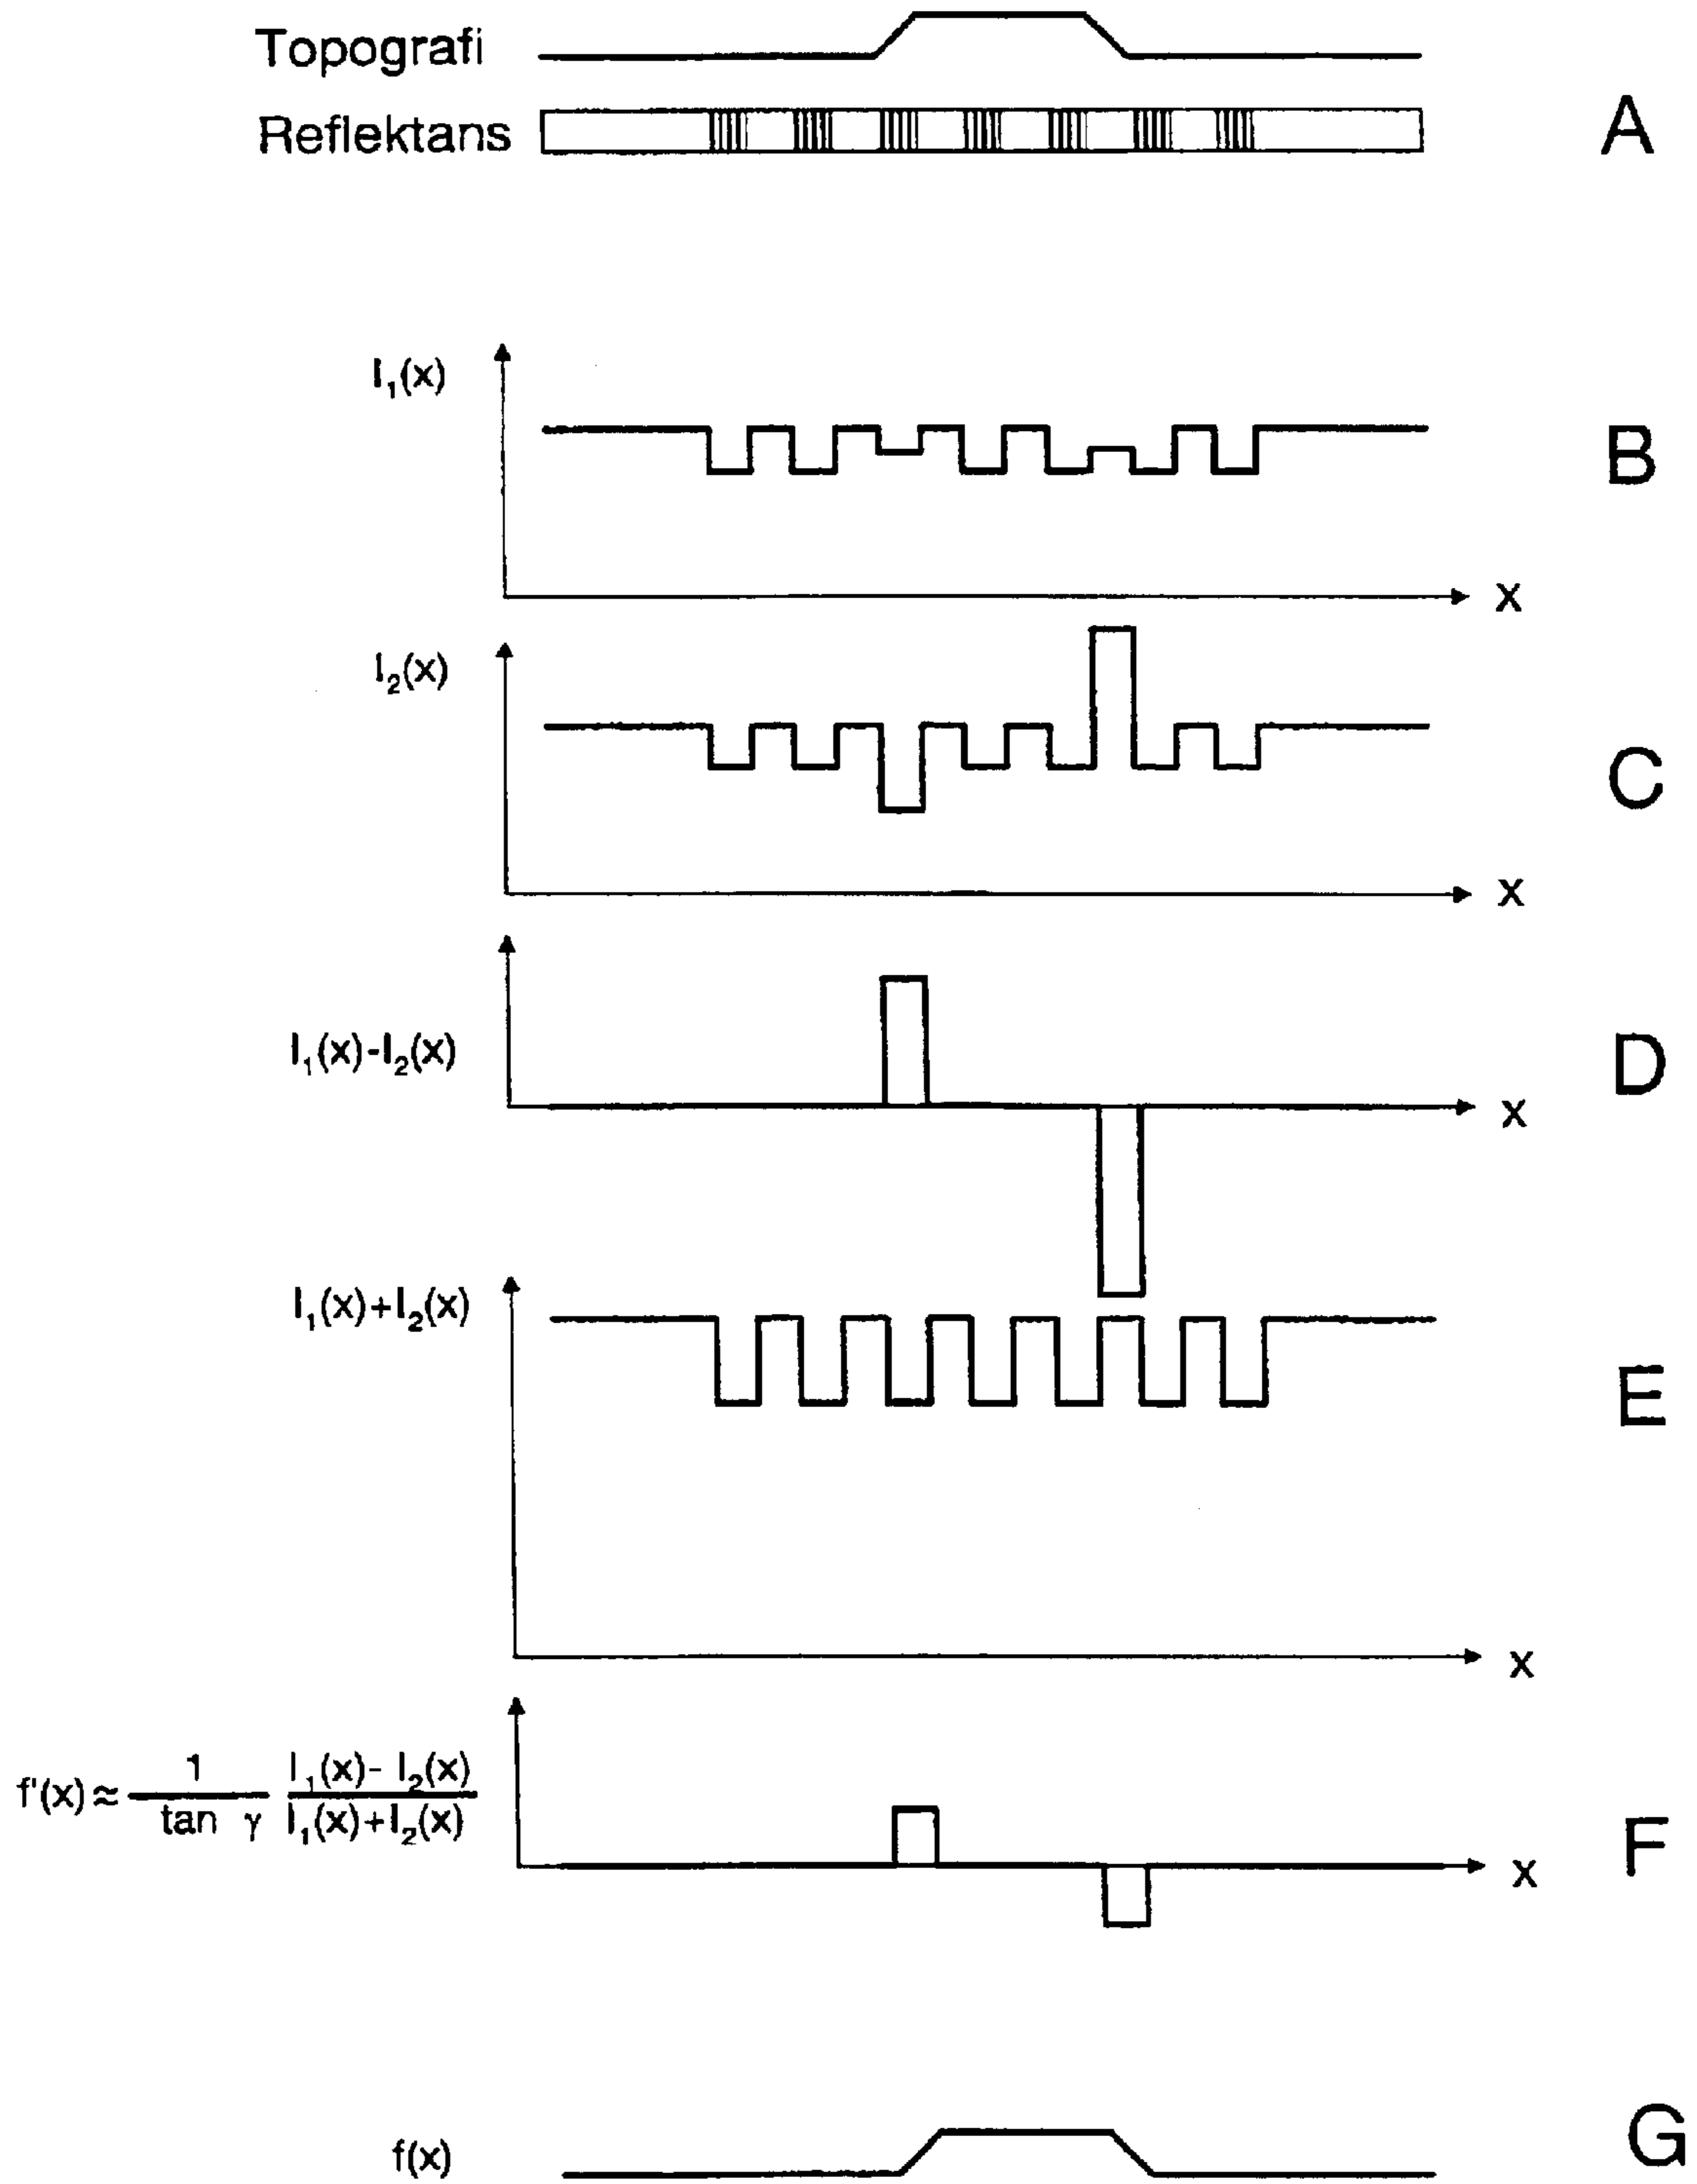 Topografi
Reflektans
A
I₁(x)
B
x
I₂(x)
C
x
I₁(x)-I₂(x)
D
x
I₁(x)+I₂(x)
E
x
f'(x) ≈ 1 / tan γ I₁(x)- I₂(x) / I₁(x)+I₂(x)
F
x
f(x)
G